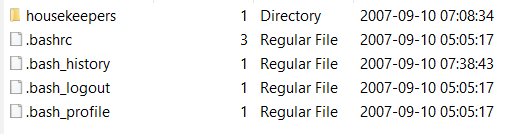 housekeepers 1 Directory 2007-09-10 07:08:34
.bashrc 3 Regular File 2007-09-10 05:05:17
.bash_history 1 Regular File 2007-09-10 07:38:43
.bash_logout 1 Regular File 2007-09-10 05:05:17
.bash_profile 1 Regular File 2007-09-10 05:05:17